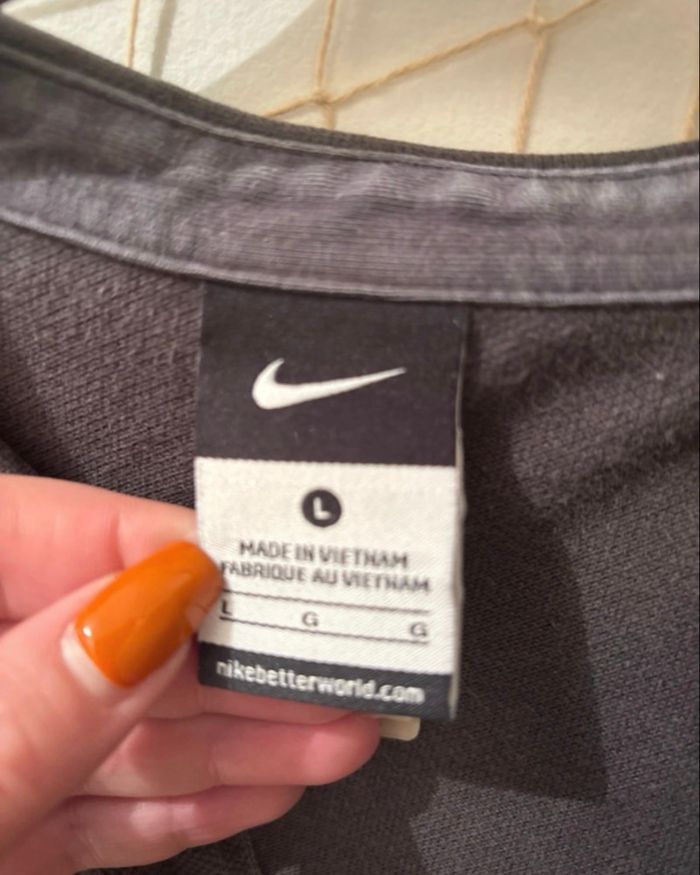 L
MADE IN VIETNAM
FABRIQUE AU VIETNAM
L G G
nikebetterworld.com